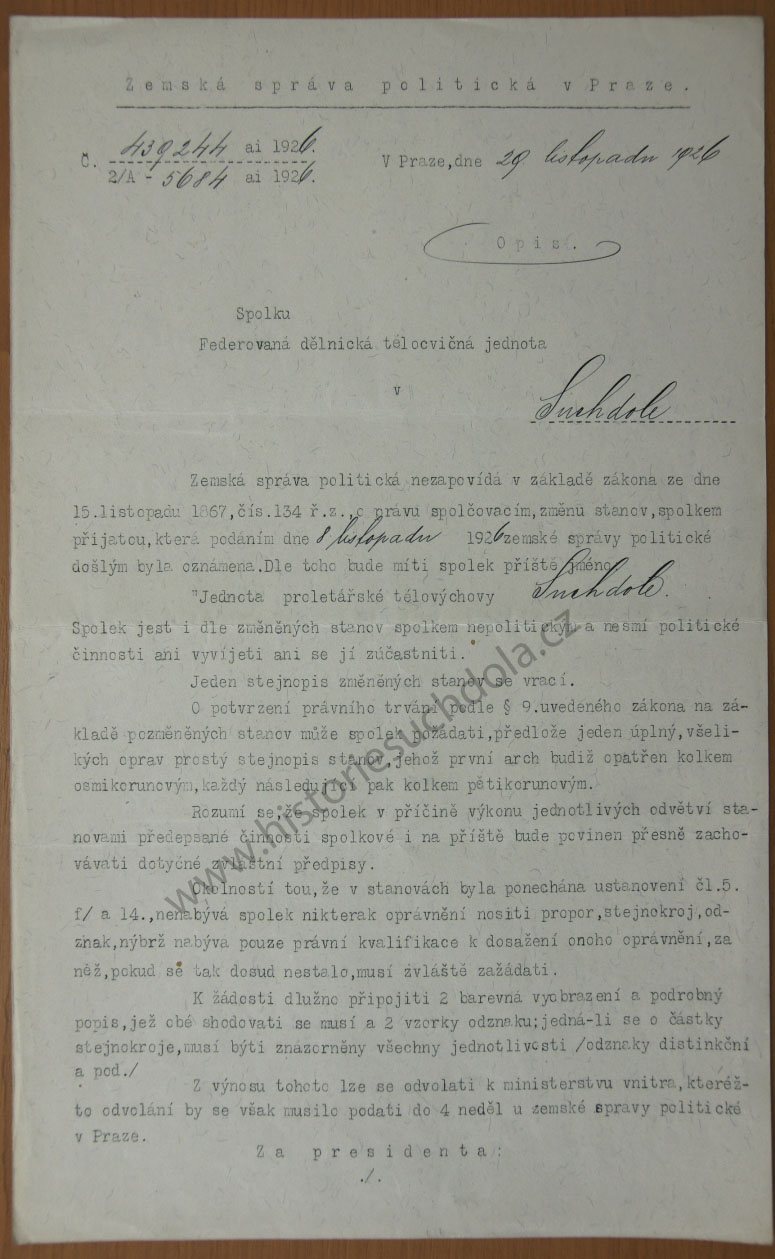 Zemská správa politická v Praze.
Č. 439244 ai 1926.
2/A - 5684 ai 1926.
V Praze, dne 29 listopadu 1926
Opis.
Spolku
Federovaná dělnická tělocvičná jednota
v
Suchdole
Zemská správa politická nezapovídá v základě zákona ze dne
15.listopadu 1867,čís.134 ř.z.,o právu spolčovacím,změnu stanov,spolkem
přijatou,která podáním dne 8 listopadu 1926 zemské správy politické
došlým byla oznámena.Dle toho bude míti spolek příště jméno
"Jednota proletářské tělovýchovy Suchdole.
Spolek jest i dle změněných stanov spolkem nepolitickým a nesmí politické
činnosti ani vyvíjeti ani se jí zúčastniti.
Jeden stejnopis změněných stanov se vrací.
O potvrzení právního trvání podle § 9.uvedeného zákona na zá-
kladě pozměněných stanov může spolek požádati,předlože jeden úplný,všeli-
kých oprav prostý stejnopis stanov,jehož první arch budiž opatřen kolkem
osmikorunovým,každý následující pak kolkem pětikorunovým.
Rozumí se,že spolek v příčině výkonu jednotlivých odvětví sta-
novami předepsané činnosti spolkové i na příště bude povinen přesně zacho-
vávati dotyčné zvláštní předpisy.
Okolností tou,že v stanovách byla ponechána ustanovení čl.5.
f/ a 14.,nenabývá spolek nikterak oprávnění nositi prapor,stejnokroj,od-
znak,nýbrž nabývá pouze právní kvalifikace k dosažení onoho oprávnění,za
něž,pokud se tak dosud nestalo,musí zvláště zažádati.
K žádosti dlužno připojiti 2 barevná vyobrazení a podrobný
popis,jež obé shodovati se musí a 2 vzorky odznaku;jedná-li se o částky
stejnokroje,musí býti znázorněny všechny jednotlivosti /odznaky distinkční
a pod./
Z výnosu tohoto lze se odvolati k ministerstvu vnitra,kteréž-
to odvolání by se však musilo podati do 4 neděl u zemské správy politické
v Praze.
Za presidenta:
./.
www.historiesuchdola.cz